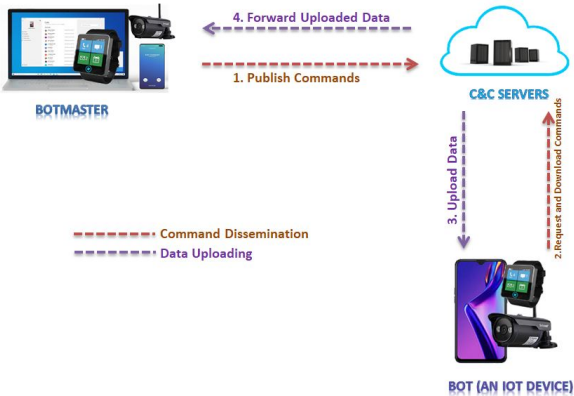 4. Forward Uploaded Data
1. Publish Commands
BOTMASTER
C&C SERVERS
3. Upload Data
2.Request and Download Commands
Command Dissemination
Data Uploading
BOT (AN IOT DEVICE)